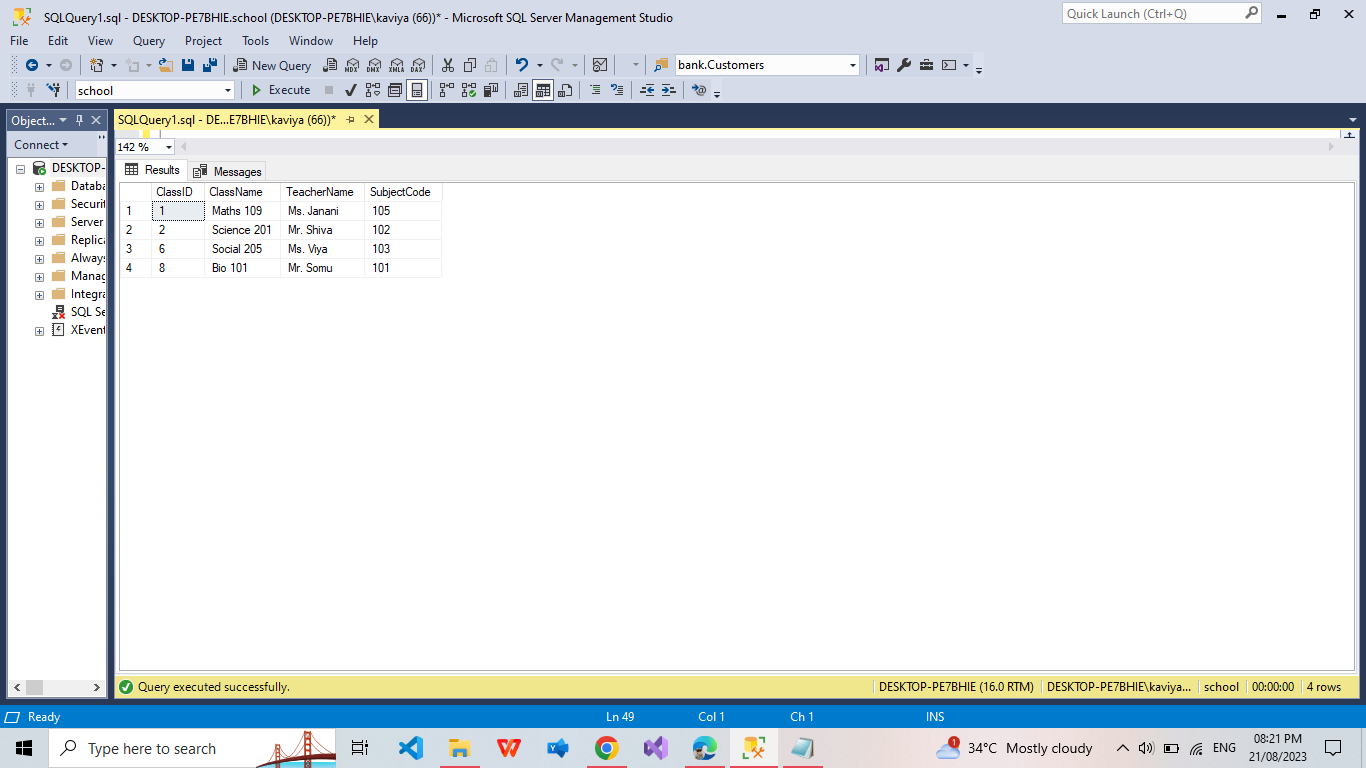 SQLQuery1.sql - DESKTOP-PE7BHIE.school (DESKTOP-PE7BHIE\kaviya (66))* - Microsoft SQL Server Management Studio
Quick Launch (Ctrl+Q)
File Edit View Query Project Tools Window Help
New Query MDX DMX XMLA DAX bank.Customers
school Execute
Object... SQLQuery1.sql - DE...E7BHIE\kaviya (66))*
Connect
142 %
Results Messages
DESKTOP-
Databa
Securit
Server
Replica
Always
Manag
Integra
SQL Se
XEvent
ClassID ClassName TeacherName SubjectCode
1 1 Maths 109 Ms. Janani 105
2 2 Science 201 Mr. Shiva 102
3 6 Social 205 Ms. Viya 103
4 8 Bio 101 Mr. Somu 101
Query executed successfully. DESKTOP-PE7BHIE (16.0 RTM) DESKTOP-PE7BHIE\kaviya... school 00:00:00 4 rows
Ready Ln 49 Col 1 Ch 1 INS
Type here to search 1 34°C Mostly cloudy ENG 08:21 PM
21/08/2023